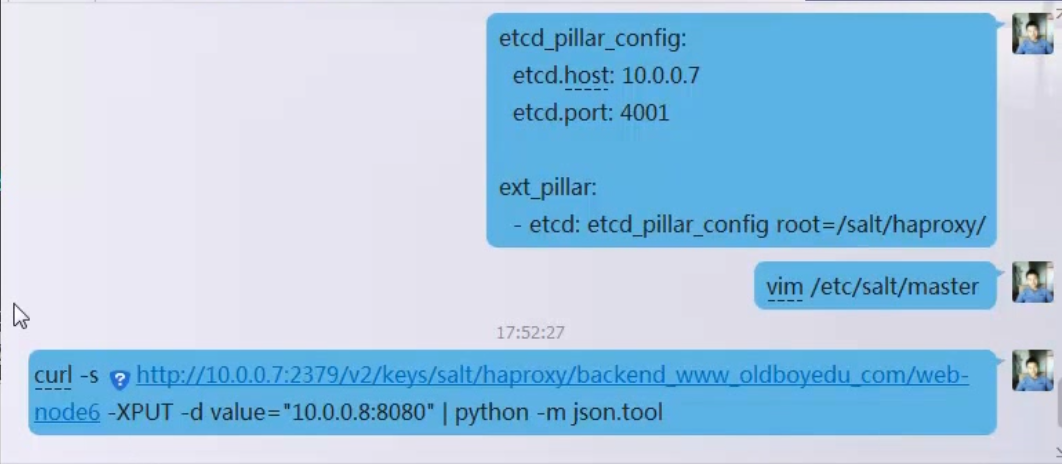 etcd_pillar_config:
etcd.host: 10.0.0.7
etcd.port: 4001
ext_pillar:
- etcd: etcd_pillar_config root=/salt/haproxy/
vim /etc/salt/master
17:52:27
curl -s http://10.0.0.7:2379/v2/keys/salt/haproxy/backend_www_oldboyedu_com/web-
node6 -XPUT -d value="10.0.0.8:8080" | python -m json.tool